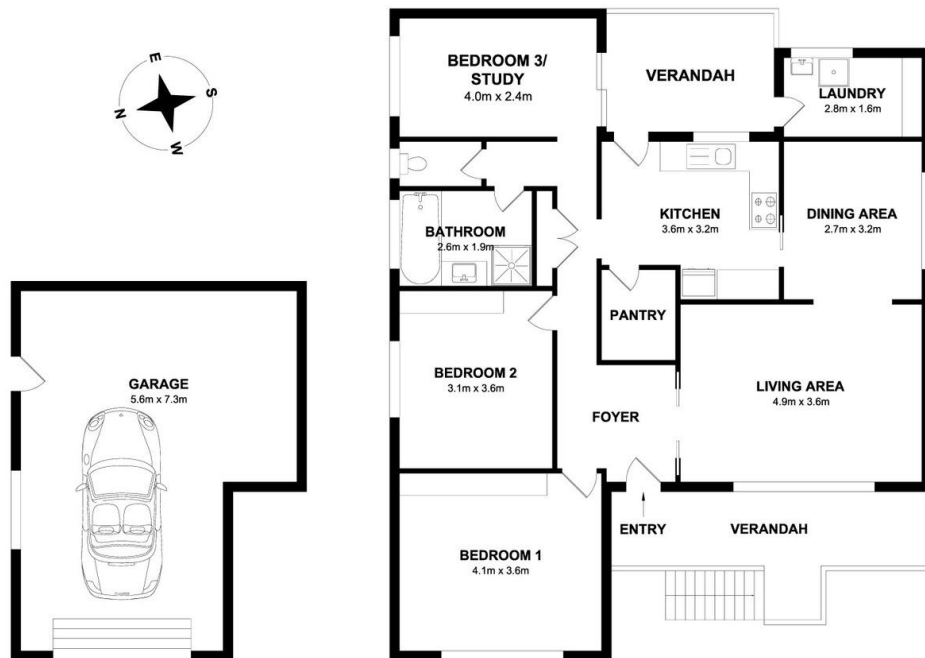 E
S
N
W
BEDROOM 3/
STUDY
4.0m x 2.4m
VERANDAH
LAUNDRY
2.8m x 1.6m
BATHROOM
2.6m x 1.9m
KITCHEN
3.6m x 3.2m
DINING AREA
2.7m x 3.2m
PANTRY
GARAGE
5.6m x 7.3m
BEDROOM 2
3.1m x 3.6m
LIVING AREA
4.9m x 3.6m
FOYER
ENTRY
VERANDAH
BEDROOM 1
4.1m x 3.6m